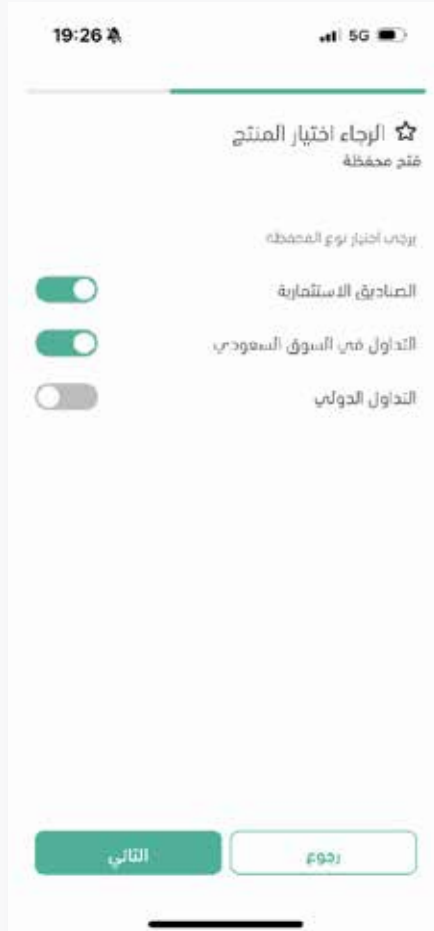 19:26 5G
الرجاء اختيار المنتج
فتح محفظة
يرجى اختيار نوع المحفظة
الصناديق الاستثمارية
التداول في السوق السعودي
التداول الدولي
رجوع التالي